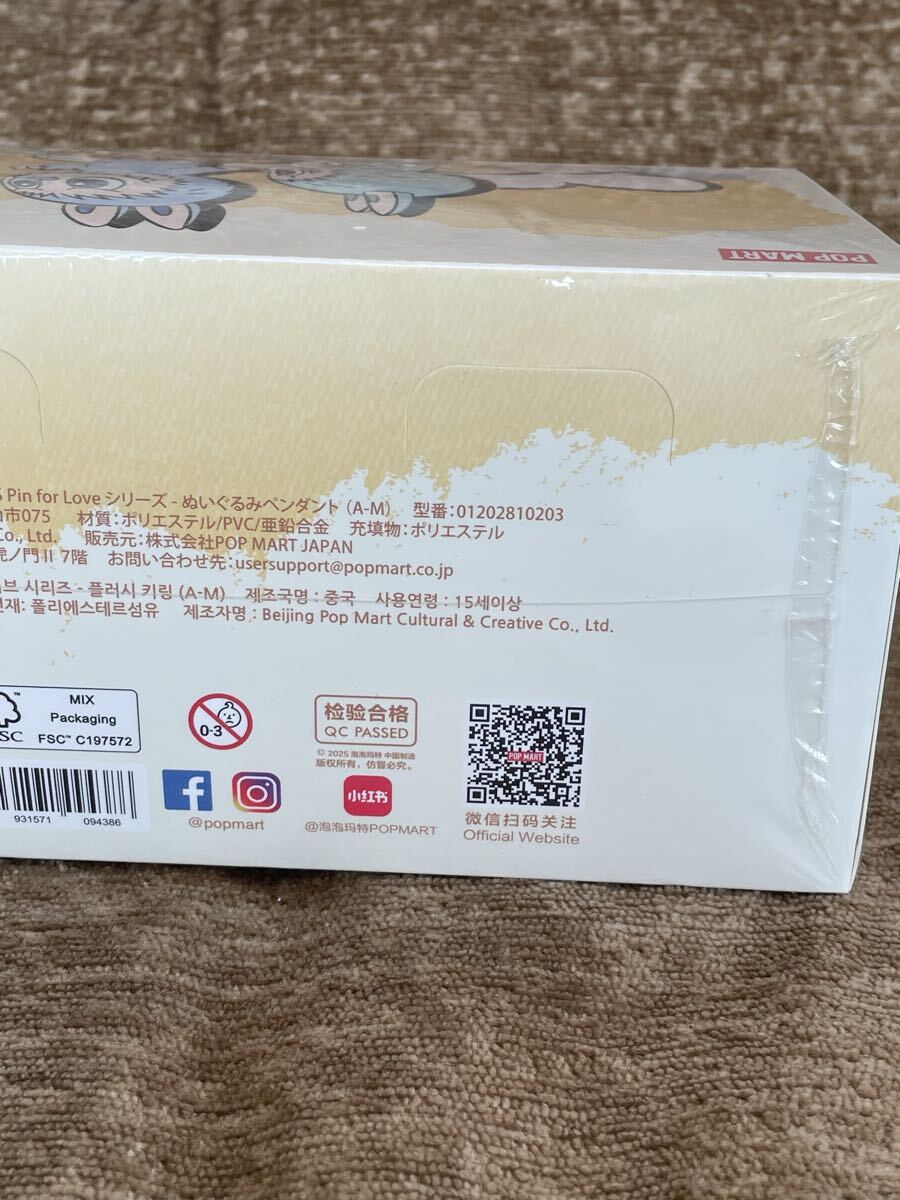 POP MART
Pin for Love シリーズ - ぬいぐるみペンダント (A-M) 型番:01202810203
市075 材質:ポリエステル/PVC/亜鉛合金 充填物:ポリエステル
Co., Ltd. 販売元:株式会社POP MART JAPAN
虎ノ門Ⅱ 7階 お問い合わせ先:usersupport@popmart.co.jp
브 시리즈 - 플러시 키링 (A-M) 제조국명 : 중국 사용연령 : 15세이상
재: 폴리에스테르섬유 제조자명 : Beijing Pop Mart Cultural & Creative Co., Ltd.
MIX
Packaging
FSC™ C197572
0-3
检验合格
QC PASSED
© 2025 泡泡玛特 中国制造
版权所有，仿冒必究。
小红书
POP MART
931571 094386
@popmart
@泡泡玛特POPMART
微信扫码关注
Official Website